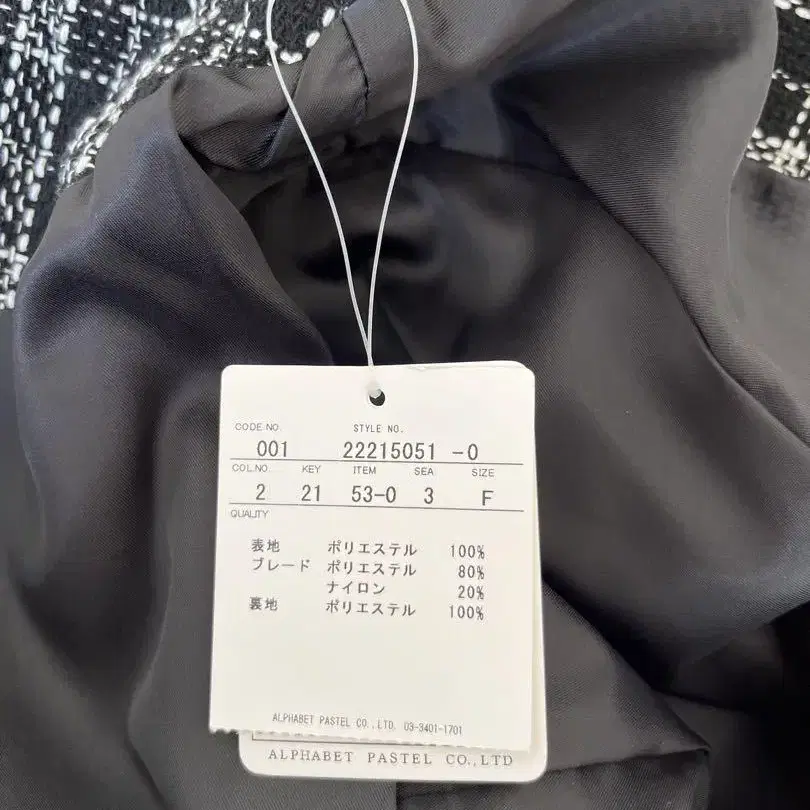 CODE.NO. STYLE NO.
001 22215051 -0
COL.NO. KEY ITEM SEA SIZE
2 21 53-0 3 F
QUALITY
表地 ポリエステル 100%
ブレード ポリエステル 80%
ナイロン 20%
裏地 ポリエステル 100%
ALPHABET PASTEL CO.,LTD. 03-3401-1701
ALPHABET PASTEL CO.,LTD